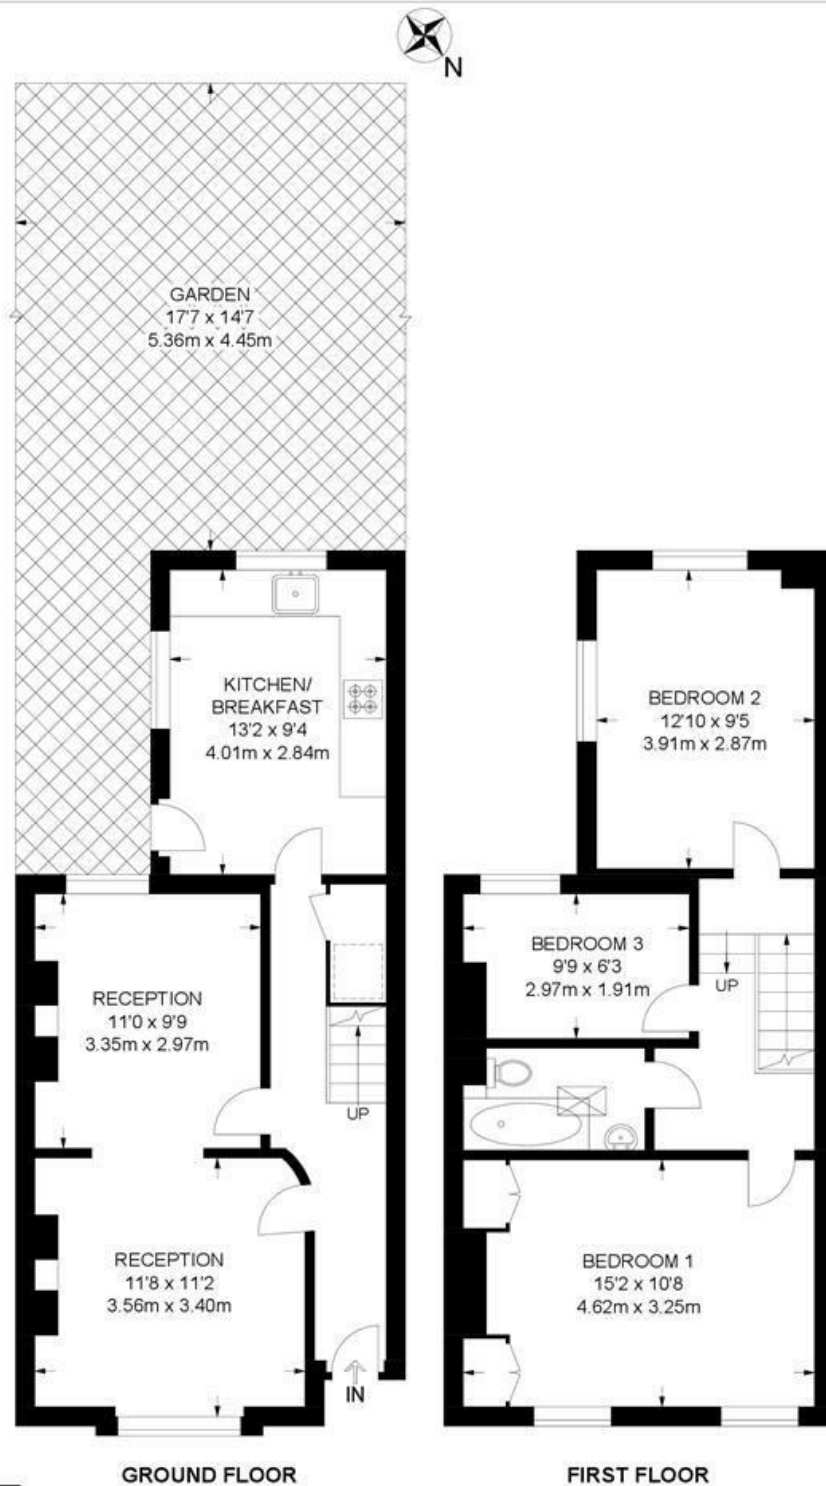 N
GARDEN
17'7 x 14'7
5.36m x 4.45m
KITCHEN/
BREAKFAST
13'2 x 9'4
4.01m x 2.84m
RECEPTION
11'0 x 9'9
3.35m x 2.97m
UP
RECEPTION
11'8 x 11'2
3.56m x 3.40m
IN
GROUND FLOOR
BEDROOM 2
12'10 x 9'5
3.91m x 2.87m
BEDROOM 3
9'9 x 6'3
2.97m x 1.91m
UP
BEDROOM 1
15'2 x 10'8
4.62m x 3.25m
FIRST FLOOR